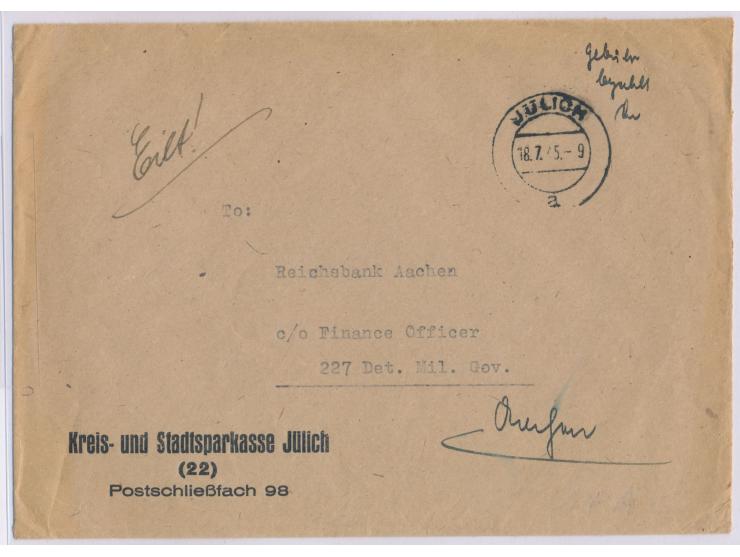 Gebühr
bezahlt
Eilt!
JÜLICH
18.7.45.-9
a
To:
Reichsbank Aachen
c/o Finance Officer
227 Det. Mil. Gov.
Aachen
Kreis- und Stadtsparkasse Jülich
(22)
Postschließfach 98